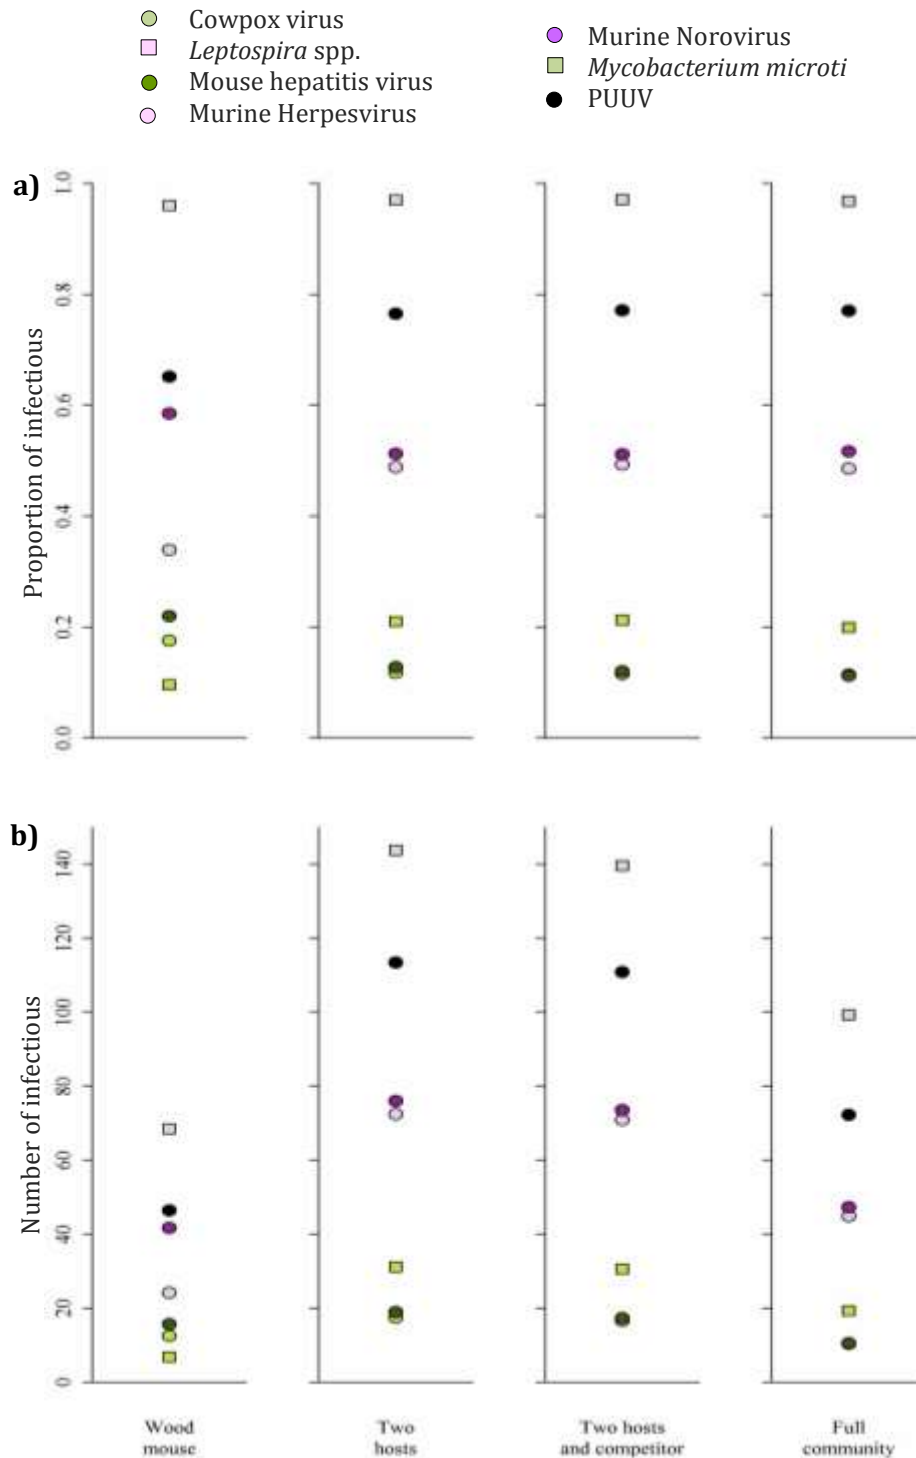 Cowpox virus
Leptospira spp.
Mouse hepatitis virus
Murine Herpesvirus
Murine Norovirus
Mycobacterium microti
PUUV
a)
Proportion of infectious
1.0
0.8
0.6
0.4
0.2
0.0
b)
Number of infectious
140
120
100
80
60
40
20
0
Wood
mouse
Two
hosts
Two hosts
and competitor
Full
community